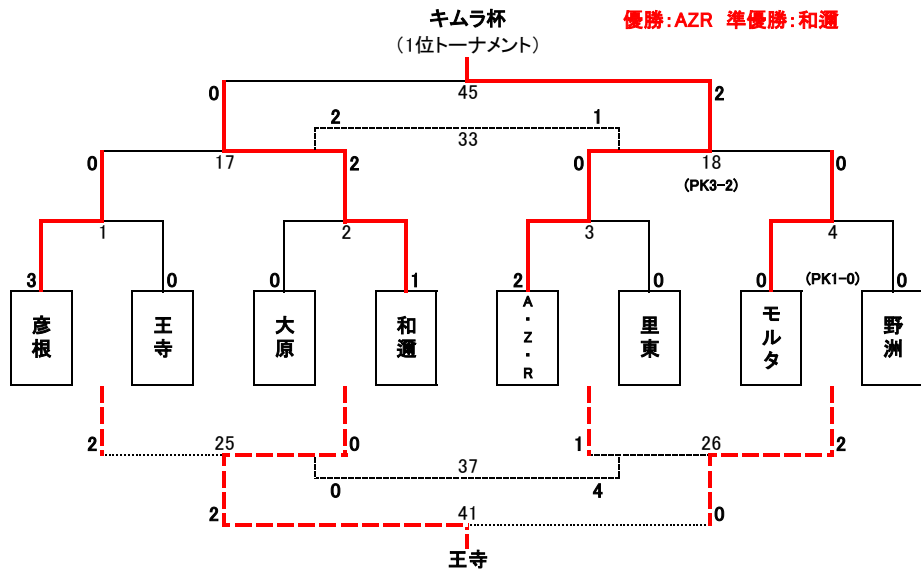 キムラ杯 優勝：AZR 準優勝：和邇
（1位トーナメント）
0 45 2
2 33 1
0 17 2 0 18 0
(PK3-2)
1 2 3 4
3 0 0 1 2 0 0 (PK1-0) 0
彦根 王寺 大原 和邇 A・Z・R 里東 モルタ 野洲
2 25 0 1 26 2
37
0 4
2 41 0
王寺